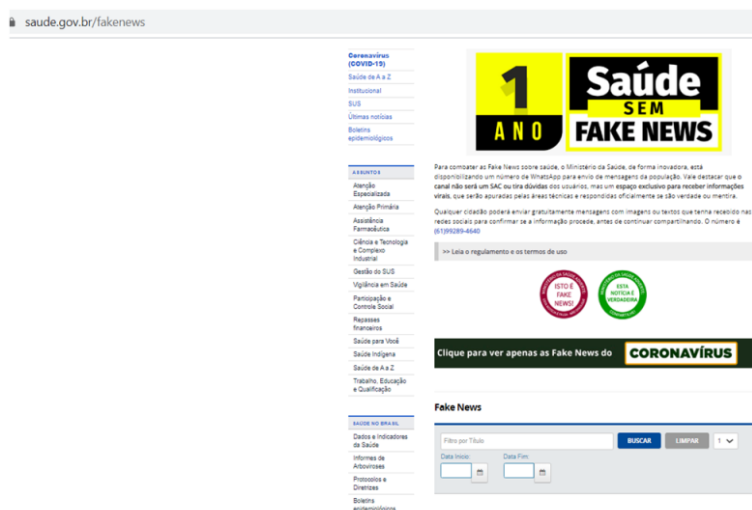 saude.gov.br/fakenews
Coronavírus
(COVID-19)
Saúde de A a Z
Institucional
SUS
Últimas notícias
Boletins
epidemiológicos
ASSUNTOS
Atenção
Especializada
Atenção Primária
Assistência
Farmacêutica
Ciência e Tecnologia
e Complexo
Industrial
Gestão do SUS
Vigilância em Saúde
Participação e
Controle Social
Repasses
financeiros
Saúde para Você
Saúde Indígena
Saúde de A a Z
Trabalho, Educação
e Qualificação
SAÚDE NO BRASIL
Dados e Indicadores
da Saúde
Informes de
Arboviroses
Protocolos e
Diretrizes
Boletins
epidemiológicos
1
ANO
Saúde
SEM
FAKE NEWS
Para combater as Fake News sobre saúde, o Ministério da Saúde, de forma inovadora, está
disponibilizando um número de WhatsApp para envio de mensagens da população. Vale destacar que o
canal não será um SAC ou tira dúvidas dos usuários, mas um espaço exclusivo para receber informações
virais, que serão apuradas pelas áreas técnicas e respondidas oficialmente se são verdade ou mentira.
Qualquer cidadão poderá enviar gratuitamente mensagens com imagens ou textos que tenha recebido nas
redes sociais para confirmar se a informação procede, antes de continuar compartilhando. O número é
(61)99289-4640
>> Leia o regulamento e os termos de uso
ISTO É
FAKE
NEWS!
ESTA
NOTÍCIA É
VERDADEIRA
Clique para ver apenas as Fake News do CORONAVÍRUS
Fake News
Filtro por Título
BUSCAR LIMPAR 1
Data Inicio: Data Fim: